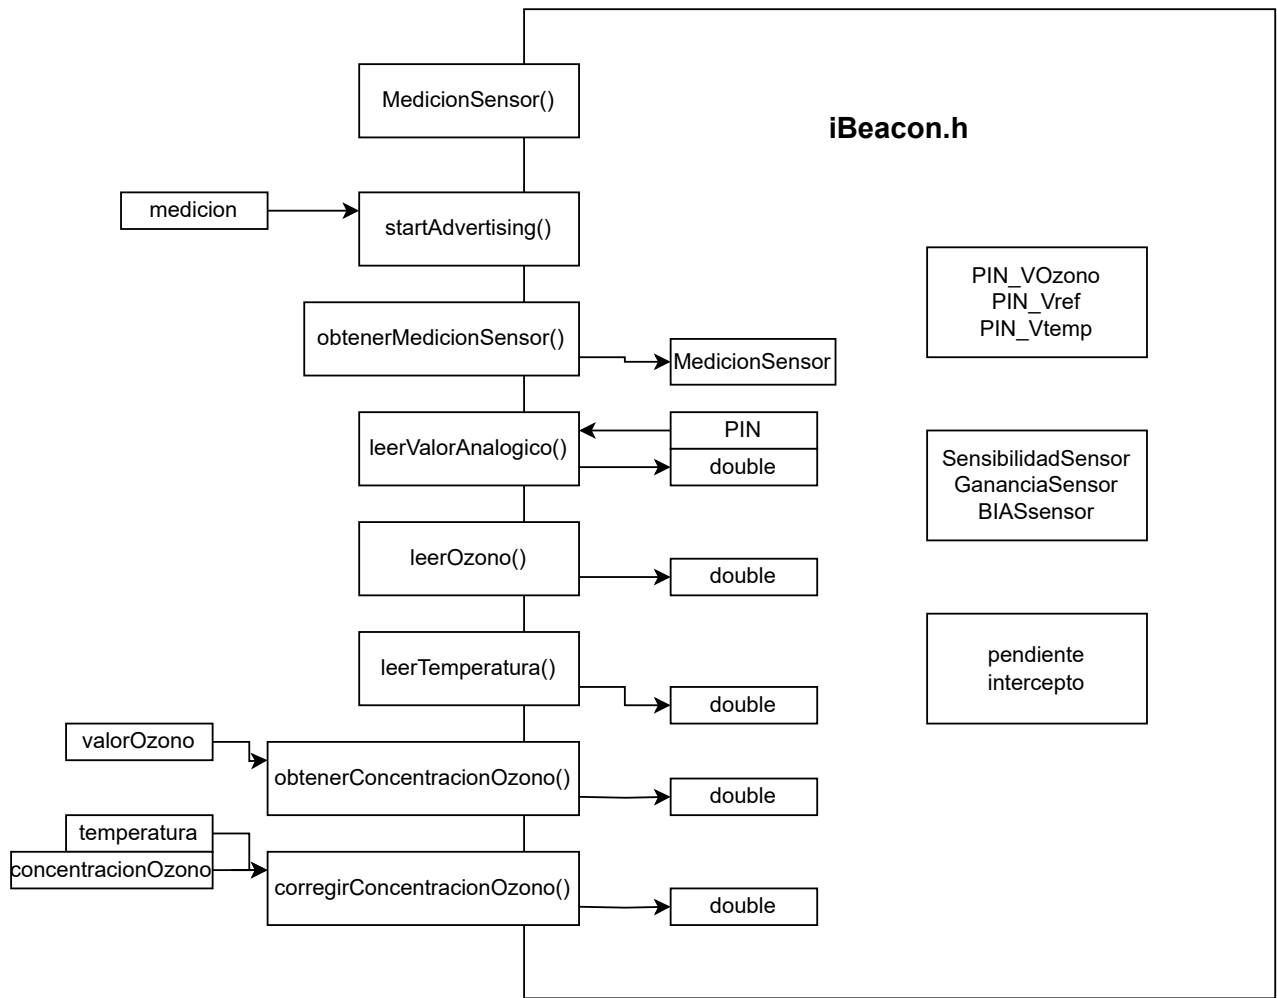 MedicionSensor()
iBeacon.h
medicion
startAdvertising()
PIN_VOzono
PIN_Vref
PIN_Vtemp
obtenerMedicionSensor()
MedicionSensor
leerValorAnalogico()
PIN
double
SensibilidadSensor
GananciaSensor
BIASsensor
leerOzono()
double
leerTemperatura()
double
pendiente
intercepto
valorOzono
obtenerConcentracionOzono()
double
temperatura
concentracionOzono
corregirConcentracionOzono()
double